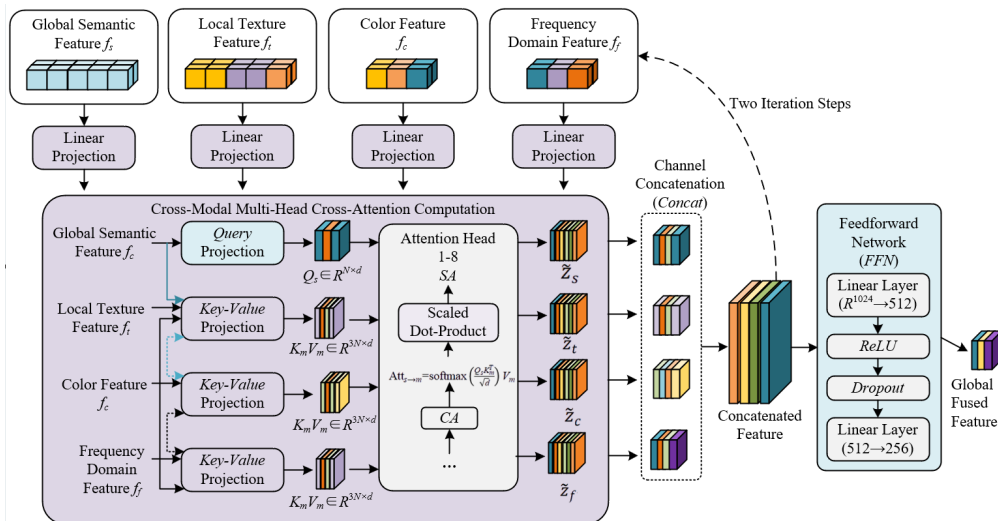 Global Semantic
Feature f_s
Local Texture
Feature f_t
Color Feature
f_c
Frequency
Domain Feature f_f
Linear
Projection
Linear
Projection
Linear
Projection
Linear
Projection
Two Iteration Steps
Cross-Modal Multi-Head Cross-Attention Computation
Global Semantic
Feature f_c
Query
Projection
Q_s∈R^{N×d}
Local Texture
Feature f_t
Key-Value
Projection
K_mV_m∈R^{3N×d}
Color Feature
f_c
Key-Value
Projection
K_mV_m∈R^{3N×d}
Frequency
Domain
Feature f_f
Key-Value
Projection
K_mV_m∈R^{3N×d}
Attention Head
1-8
SA
Scaled
Dot-Product
Att_{s→m}=softmax(Q_sK_m^T/√d)V_m
CA
...
z̃_s
z̃_t
z̃_c
z̃_f
Channel
Concatenation
(Concat)
Concatenated
Feature
Feedforward
Network
(FFN)
Linear Layer
(R^{1024}→512)
ReLU
Dropout
Linear Layer
(512→256)
Global
Fused
Feature